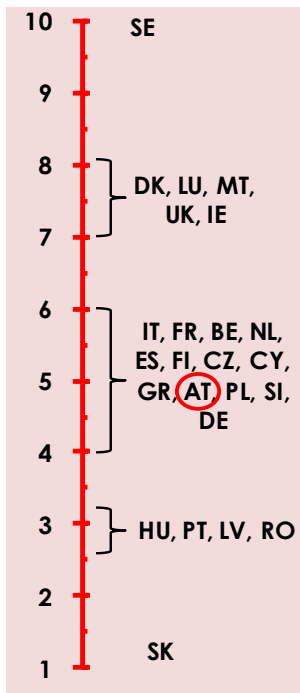 10
SE
9
8
DK, LU, MT,
UK, IE
7
6
IT, FR, BE, NL,
ES, FI, CZ, CY,
5
GR, AT, PL, SI,
DE
4
3
HU, PT, LV, RO
2
SK
1